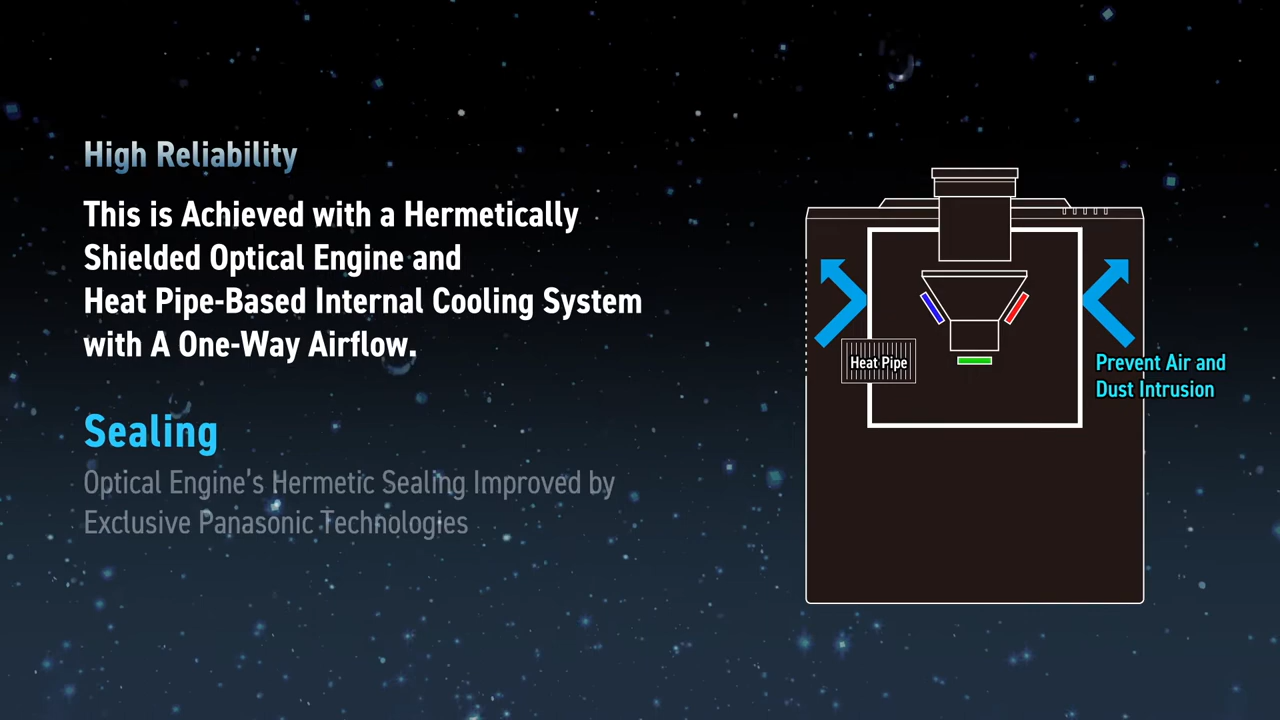 High Reliability
This is Achieved with a Hermetically
Shielded Optical Engine and
Heat Pipe-Based Internal Cooling System
with A One-Way Airflow.
Sealing
Optical Engine's Hermetic Sealing Improved by
Exclusive Panasonic Technologies
Heat Pipe
Prevent Air and
Dust Intrusion